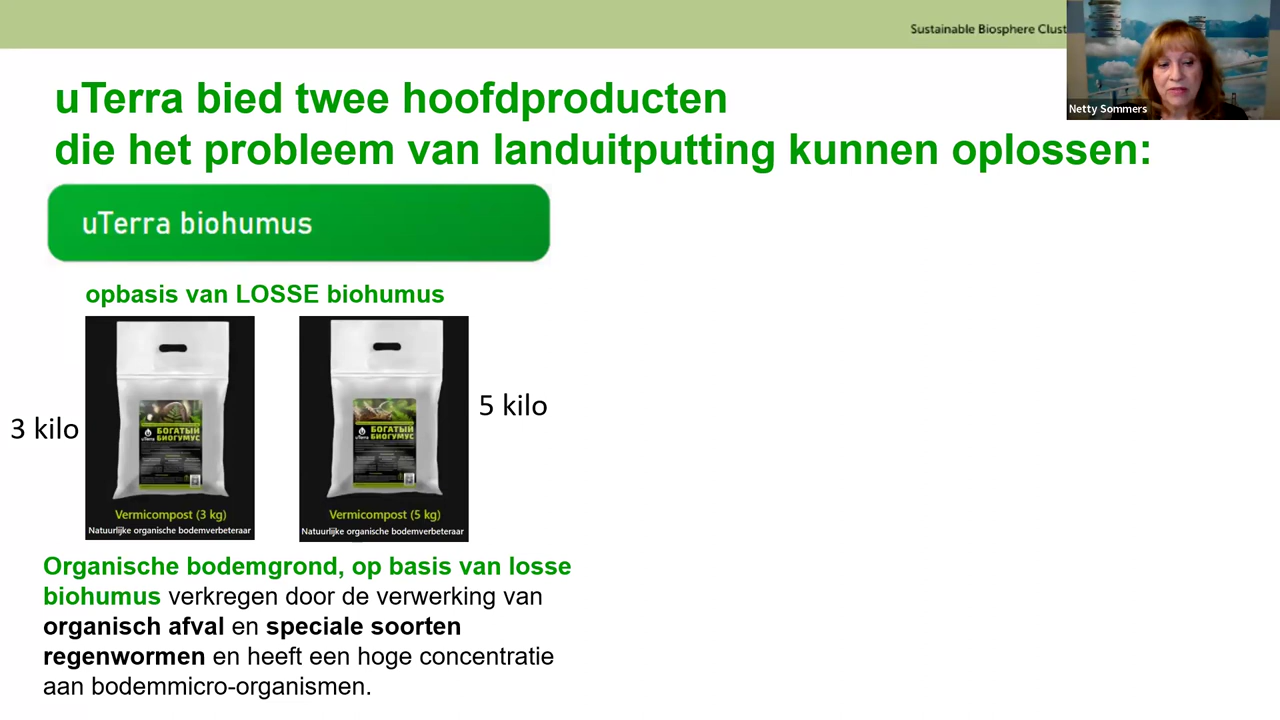 Sustainable Biosphere Clust
Netty Sommers
uTerra bied twee hoofdproducten
die het probleem van landuitputting kunnen oplossen:
uTerra biohumus
opbasis van LOSSE biohumus
3 kilo
5 kilo
uTerra
БОГАТЫЙ
БИОГУМУС
uTerra
БОГАТЫЙ
БИОГУМУС
Vermicompost (3 kg)
Natuurlijke organische bodemverbeteraar
Vermicompost (5 kg)
Natuurlijke organische bodemverbeteraar
Organische bodemgrond, op basis van losse
biohumus verkregen door de verwerking van
organisch afval en speciale soorten
regenwormen en heeft een hoge concentratie
aan bodemmicro-organismen.